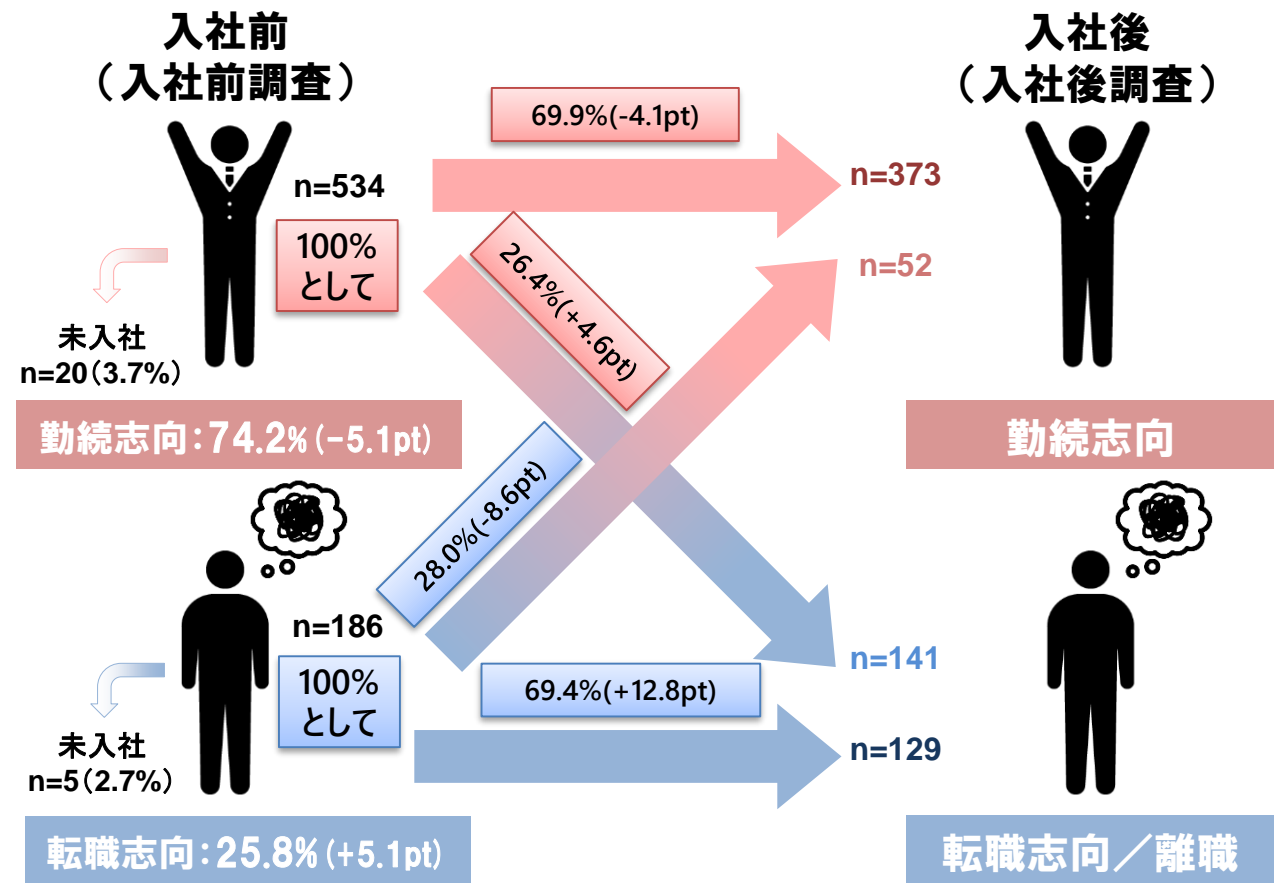 入社前
（入社前調査）
入社後
（入社後調査）
69.9%(-4.1pt)
n=534
100%
として
26.4%(+4.6pt)
n=373
n=52
未入社
n=20（3.7%）
勤続志向：74.2%(-5.1pt)
勤続志向
28.0%(-8.6pt)
n=186
100%
として
69.4%(+12.8pt)
n=141
n=129
未入社
n=5（2.7%）
転職志向：25.8%(+5.1pt)
転職志向／離職